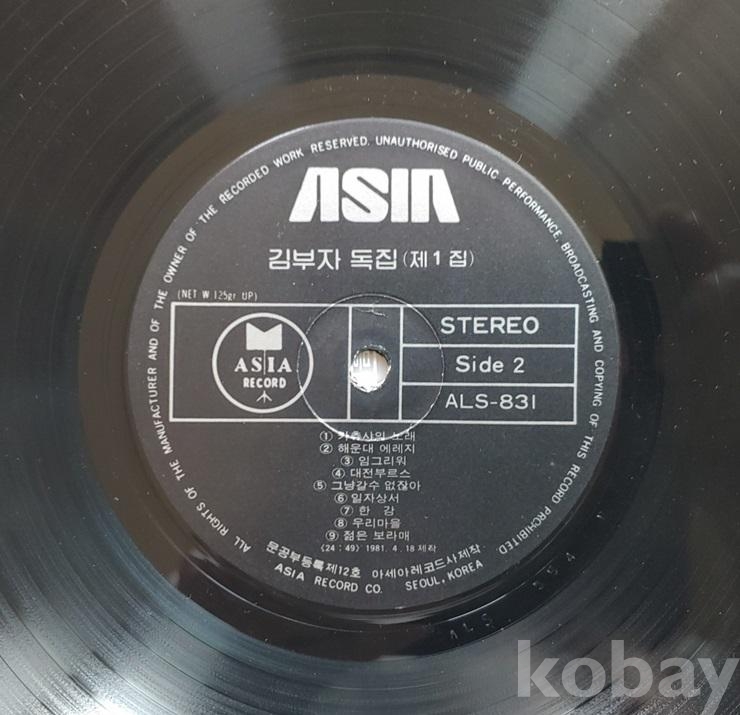 ALL RIGHTS OF THE MANUFACTURER AND OF THE OWNER OF THE RECORDED WORK RESERVED. UNAUTHORISED PUBLIC PERFORMANCE, BROADCASTING AND COPYING OF THIS RECORD PROHIBITED
ASIA
김부자 독집 (제1집)
(NET W 125gr UP)
STEREO
ASIA
RECORD
Side 2
ALS-831
① 카츄샤의 노래
② 해운대 에레지
③ 임그리워
④ 대전부르스
⑤ 그냥갈수 없잖아
⑥ 일자상서
⑦ 한 감
⑧ 우리마을
⑨ 젊은 보라매
(24:49) 1981. 4. 18 제작
문공부등록제12호 아세아레코드사제작
ASIA RECORD CO. SEOUL, KOREA
ALS
kobay